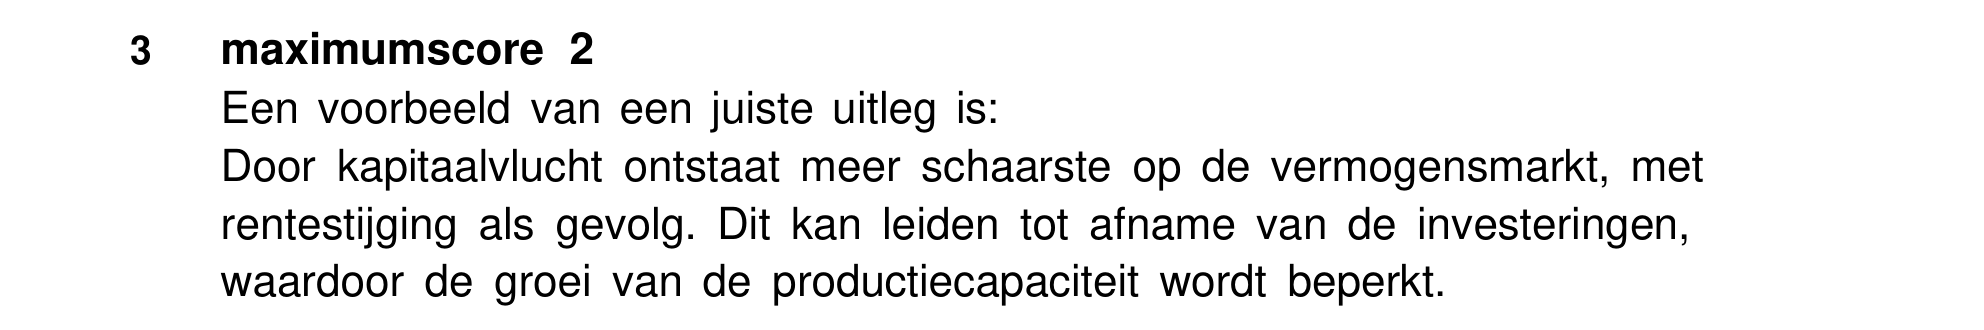 3 maximumscore 2
Een voorbeeld van een juiste uitleg is:
Door kapitaalvlucht ontstaat meer schaarste op de vermogensmarkt, met
rentestijging als gevolg. Dit kan leiden tot afname van de investeringen,
waardoor de groei van de productiecapaciteit wordt beperkt.